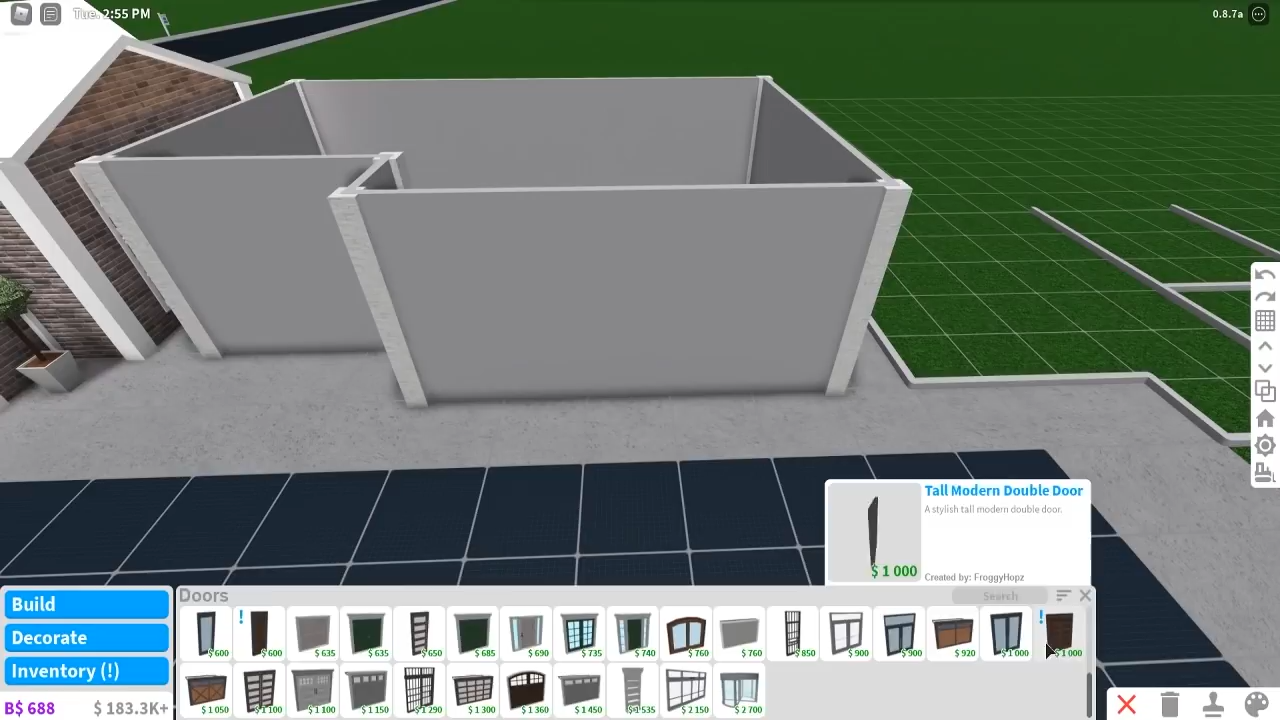 Tue. 2:55 PM
0.8.7a
Tall Modern Double Door
A stylish tall modern double door.
$ 1 000
Created by: FroggyHopz
Build
Doors
Search
Decorate
Inventory (!)
B$ 688
$ 183.3K+
$ 600
! $ 600
$ 635
$ 635
$ 650
$ 685
$ 690
$ 735
$ 740
$ 760
$ 760
$ 850
$ 900
$ 900
$ 920
$ 1 000
! $ 1 000
$ 1 050
$ 1 100
$ 1 100
$ 1 150
$ 1 290
$ 1 300
$ 1 360
$ 1 450
$ 1 535
$ 2 150
$ 2 700